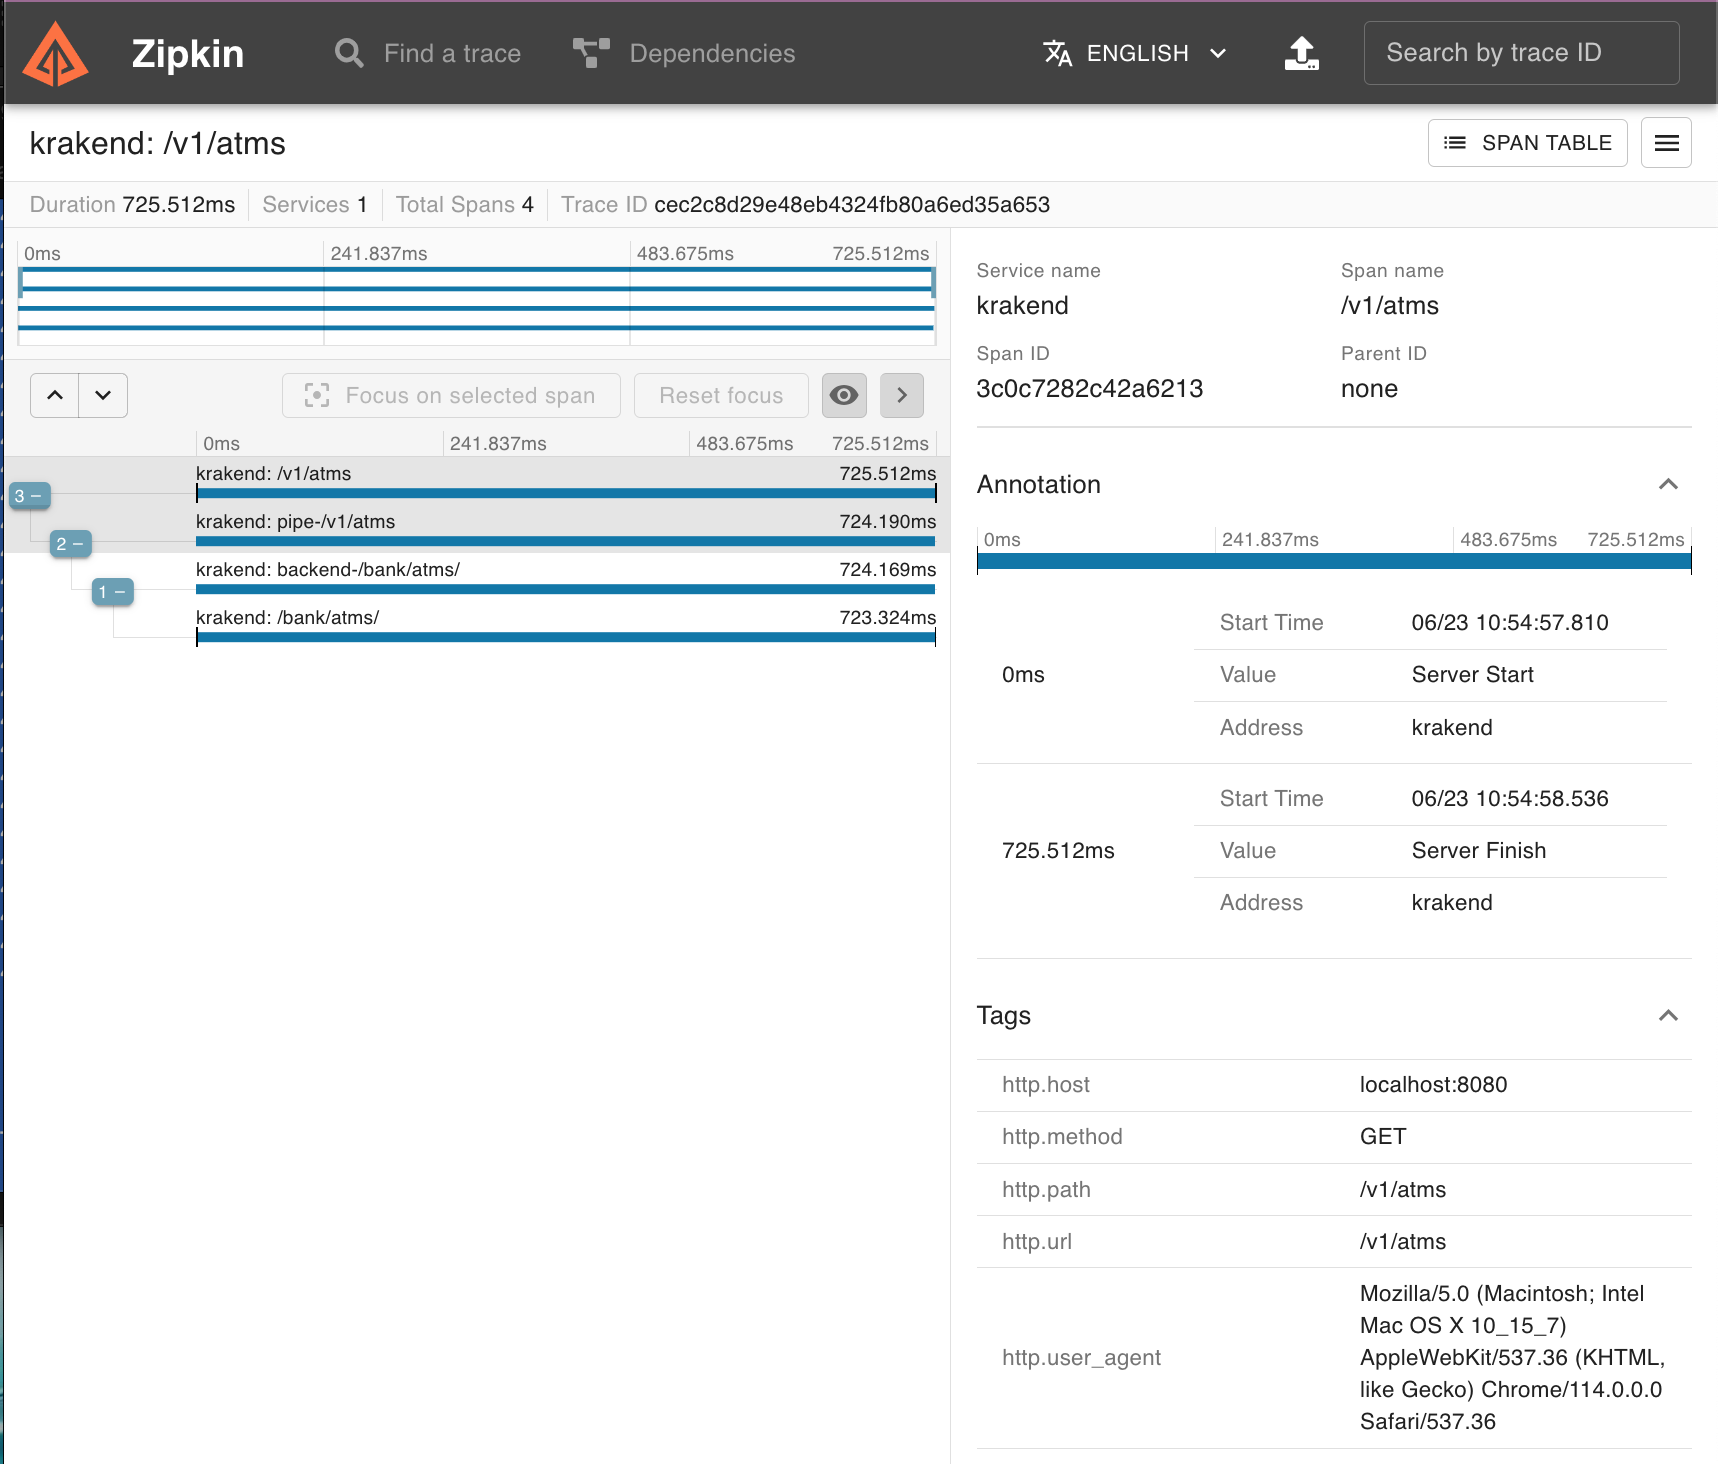 Zipkin
Find a trace
Dependencies
ENGLISH
Search by trace ID
krakend: /v1/atms
SPAN TABLE
Duration 725.512ms
Services 1
Total Spans 4
Trace ID cec2c8d29e48eb4324fb80a6ed35a653
0ms 241.837ms 483.675ms 725.512ms
Focus on selected span
Reset focus
0ms 241.837ms 483.675ms 725.512ms
krakend: /v1/atms 725.512ms
3 −
krakend: pipe-/v1/atms 724.190ms
2 −
krakend: backend-/bank/atms/ 724.169ms
1 −
krakend: /bank/atms/ 723.324ms
Service name
krakend
Span name
/v1/atms
Span ID
3c0c7282c42a6213
Parent ID
none
Annotation
0ms 241.837ms 483.675ms 725.512ms
0ms
Start Time 06/23 10:54:57.810
Value Server Start
Address krakend
725.512ms
Start Time 06/23 10:54:58.536
Value Server Finish
Address krakend
Tags
http.host localhost:8080
http.method GET
http.path /v1/atms
http.url /v1/atms
http.user_agent
Mozilla/5.0 (Macintosh; Intel
Mac OS X 10_15_7)
AppleWebKit/537.36 (KHTML,
like Gecko) Chrome/114.0.0.0
Safari/537.36